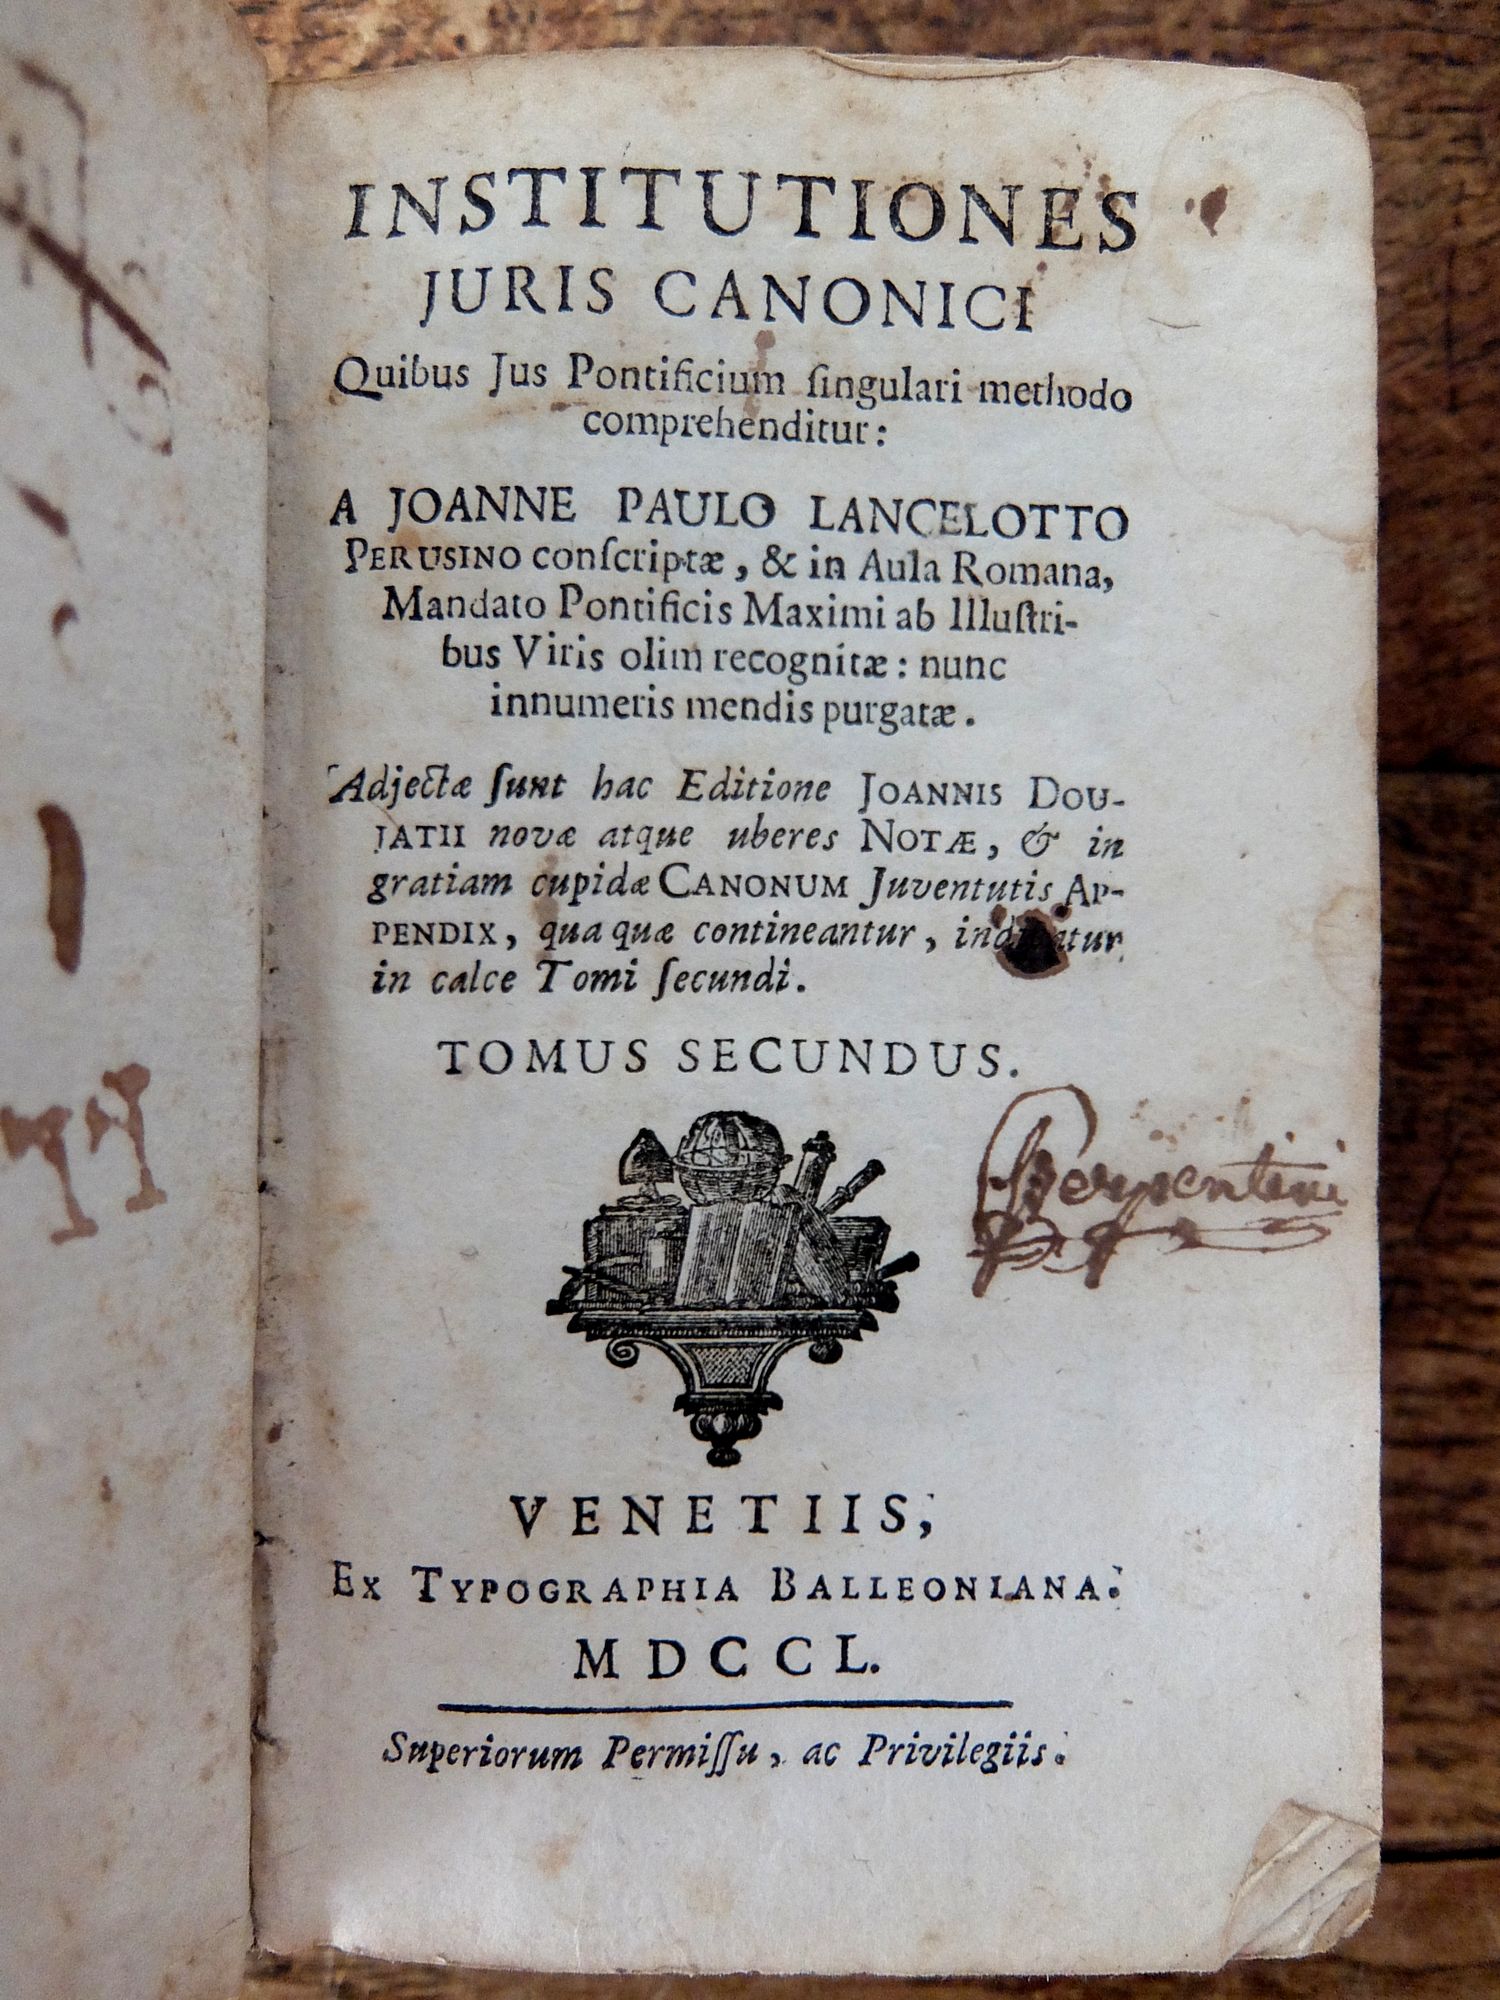 INSTITUTIONES
JURIS CANONICI
Quibus Jus Pontificium ſingulari methodo
comprehenditur:
A JOANNE PAULO LANCELOTTO
PERUSINO conſcriptæ, & in Aula Romana,
Mandato Pontificis Maximi ab Illuſtri-
bus Viris olim recognitæ: nunc
innumeris mendis purgatæ.
Adjectæ ſunt hac Editione JOANNIS DOU-
JATII novæ atque uberes NOTÆ, & in
gratiam cupidæ CANONUM Juventutis AP-
PENDIX, qua quæ contineantur,
in calce Tomi ſecundi.
TOMUS SECUNDUS.
VENETIIS,
EX TYPOGRAPHIA BALLEONIANA.
MDCCL.
Superiorum Permiſſu, ac Privilegiis.